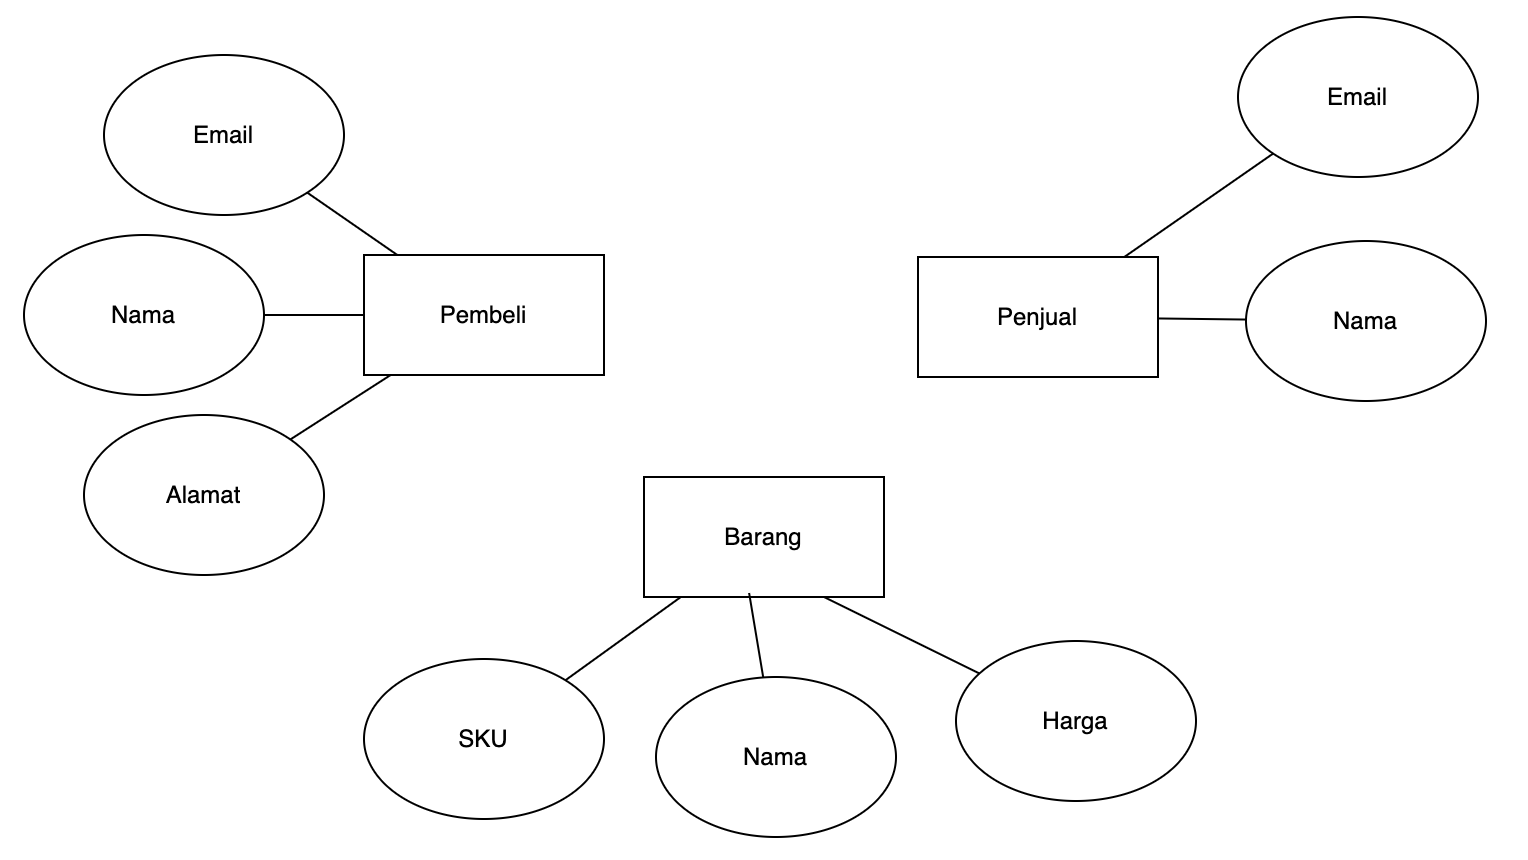 Email
Email
Nama
Pembeli
Penjual
Nama
Alamat
Barang
SKU
Nama
Harga